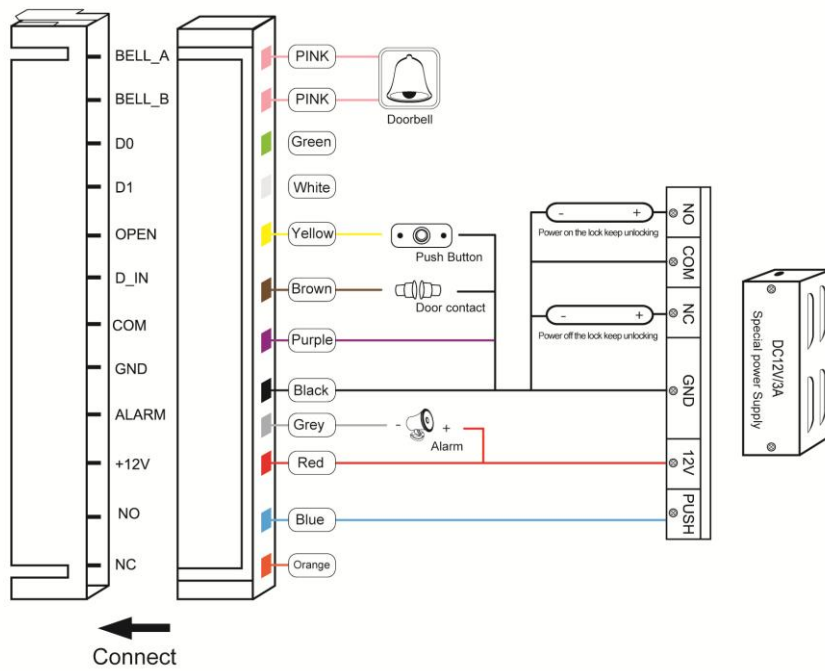 BELL_A
BELL_B
D0
D1
OPEN
D_IN
COM
GND
ALARM
+12V
NO
NC
Connect
PINK
PINK
Green
White
Yellow
Brown
Purple
Black
Grey
Red
Blue
Orange
Doorbell
Push Button
Door contact
- +
Alarm
- +
Power on the lock keep unlocking
- +
Power off the lock keep unlocking
NO
COM
NC
GND
12V
PUSH
DC12V/3A
Special power Supply